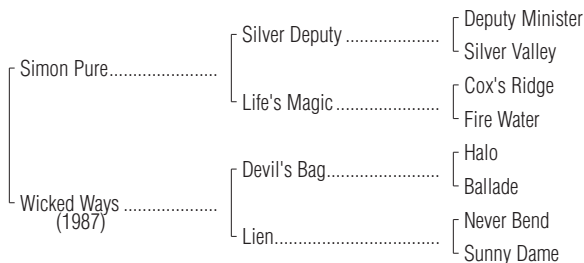 Simon Pure......................
Silver Deputy ...................
Deputy Minister
Silver Valley
Life's Magic .....................
Cox's Ridge
Fire Water
Wicked Ways ...................
(1987)
Devil's Bag.......................
Halo
Ballade
Lien..................................
Never Bend
Sunny Dame